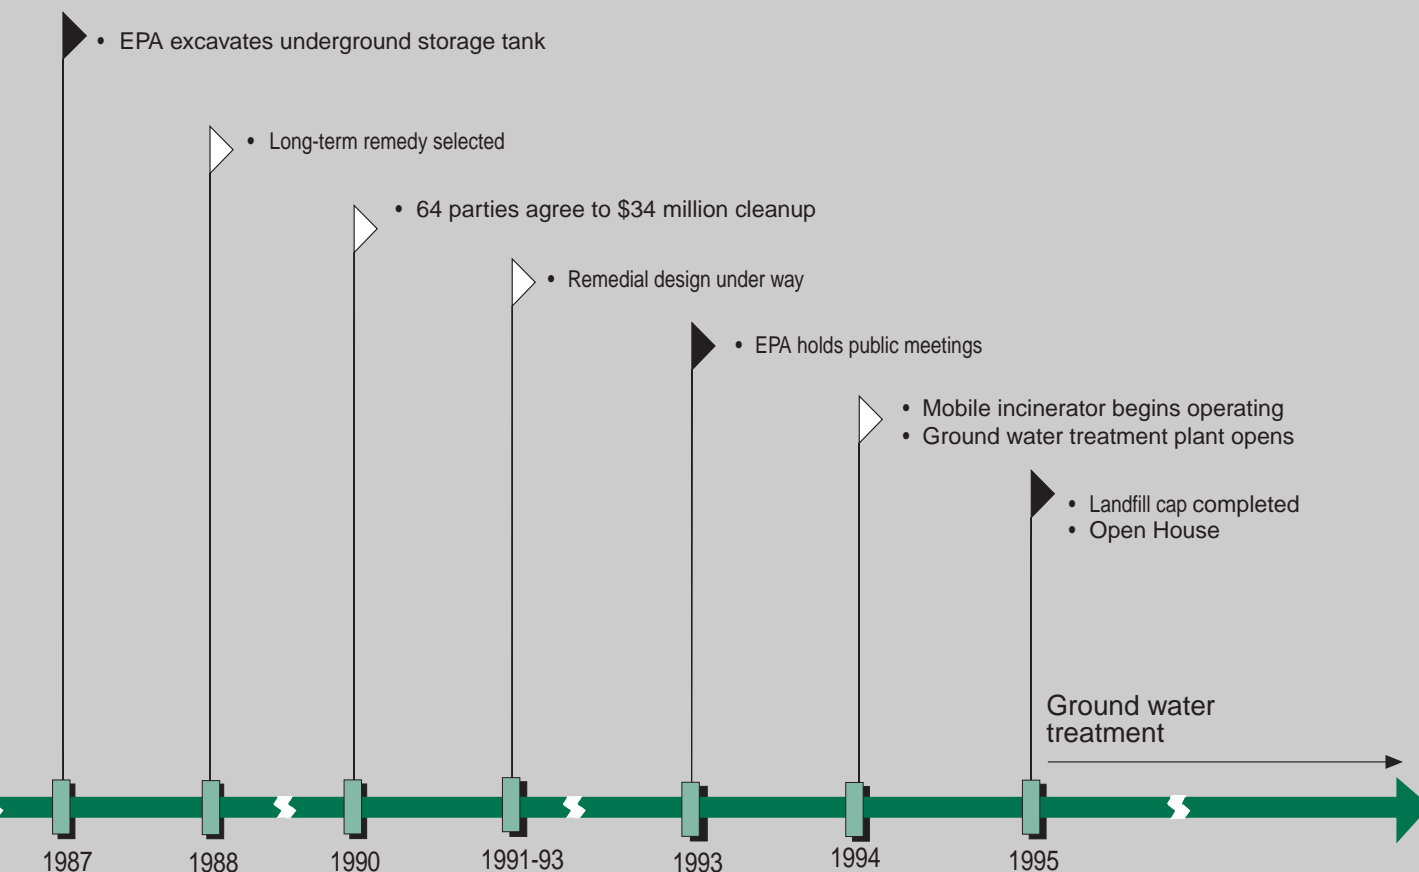 • EPA excavates underground storage tank
• Long-term remedy selected
• 64 parties agree to $34 million cleanup
• Remedial design under way
• EPA holds public meetings
• Mobile incinerator begins operating
• Ground water treatment plant opens
• Landfill cap completed
• Open House
Ground water
treatment
1987
1988
1990
1991-93
1993
1994
1995